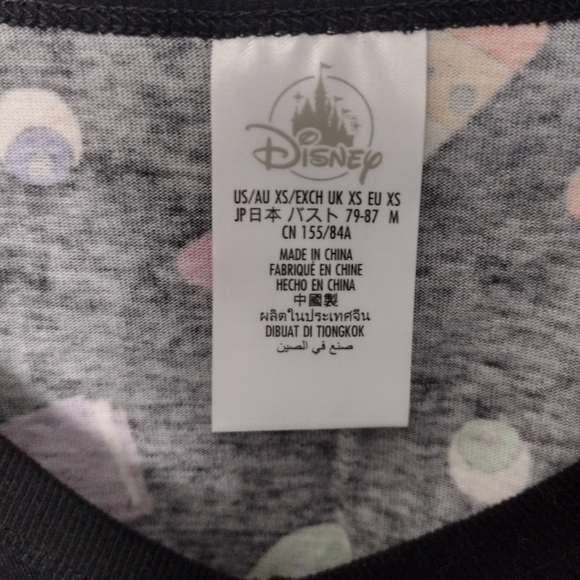 Disney
US/AU XS/EXCH UK XS EU XS
JP日本 バスト 79-87 M
CN 155/84A
MADE IN CHINA
FABRIQUÉ EN CHINE
HECHO EN CHINA
中國製
ผลิตในประเทศจีน
DIBUAT DI TIONGKOK
صنع في الصين